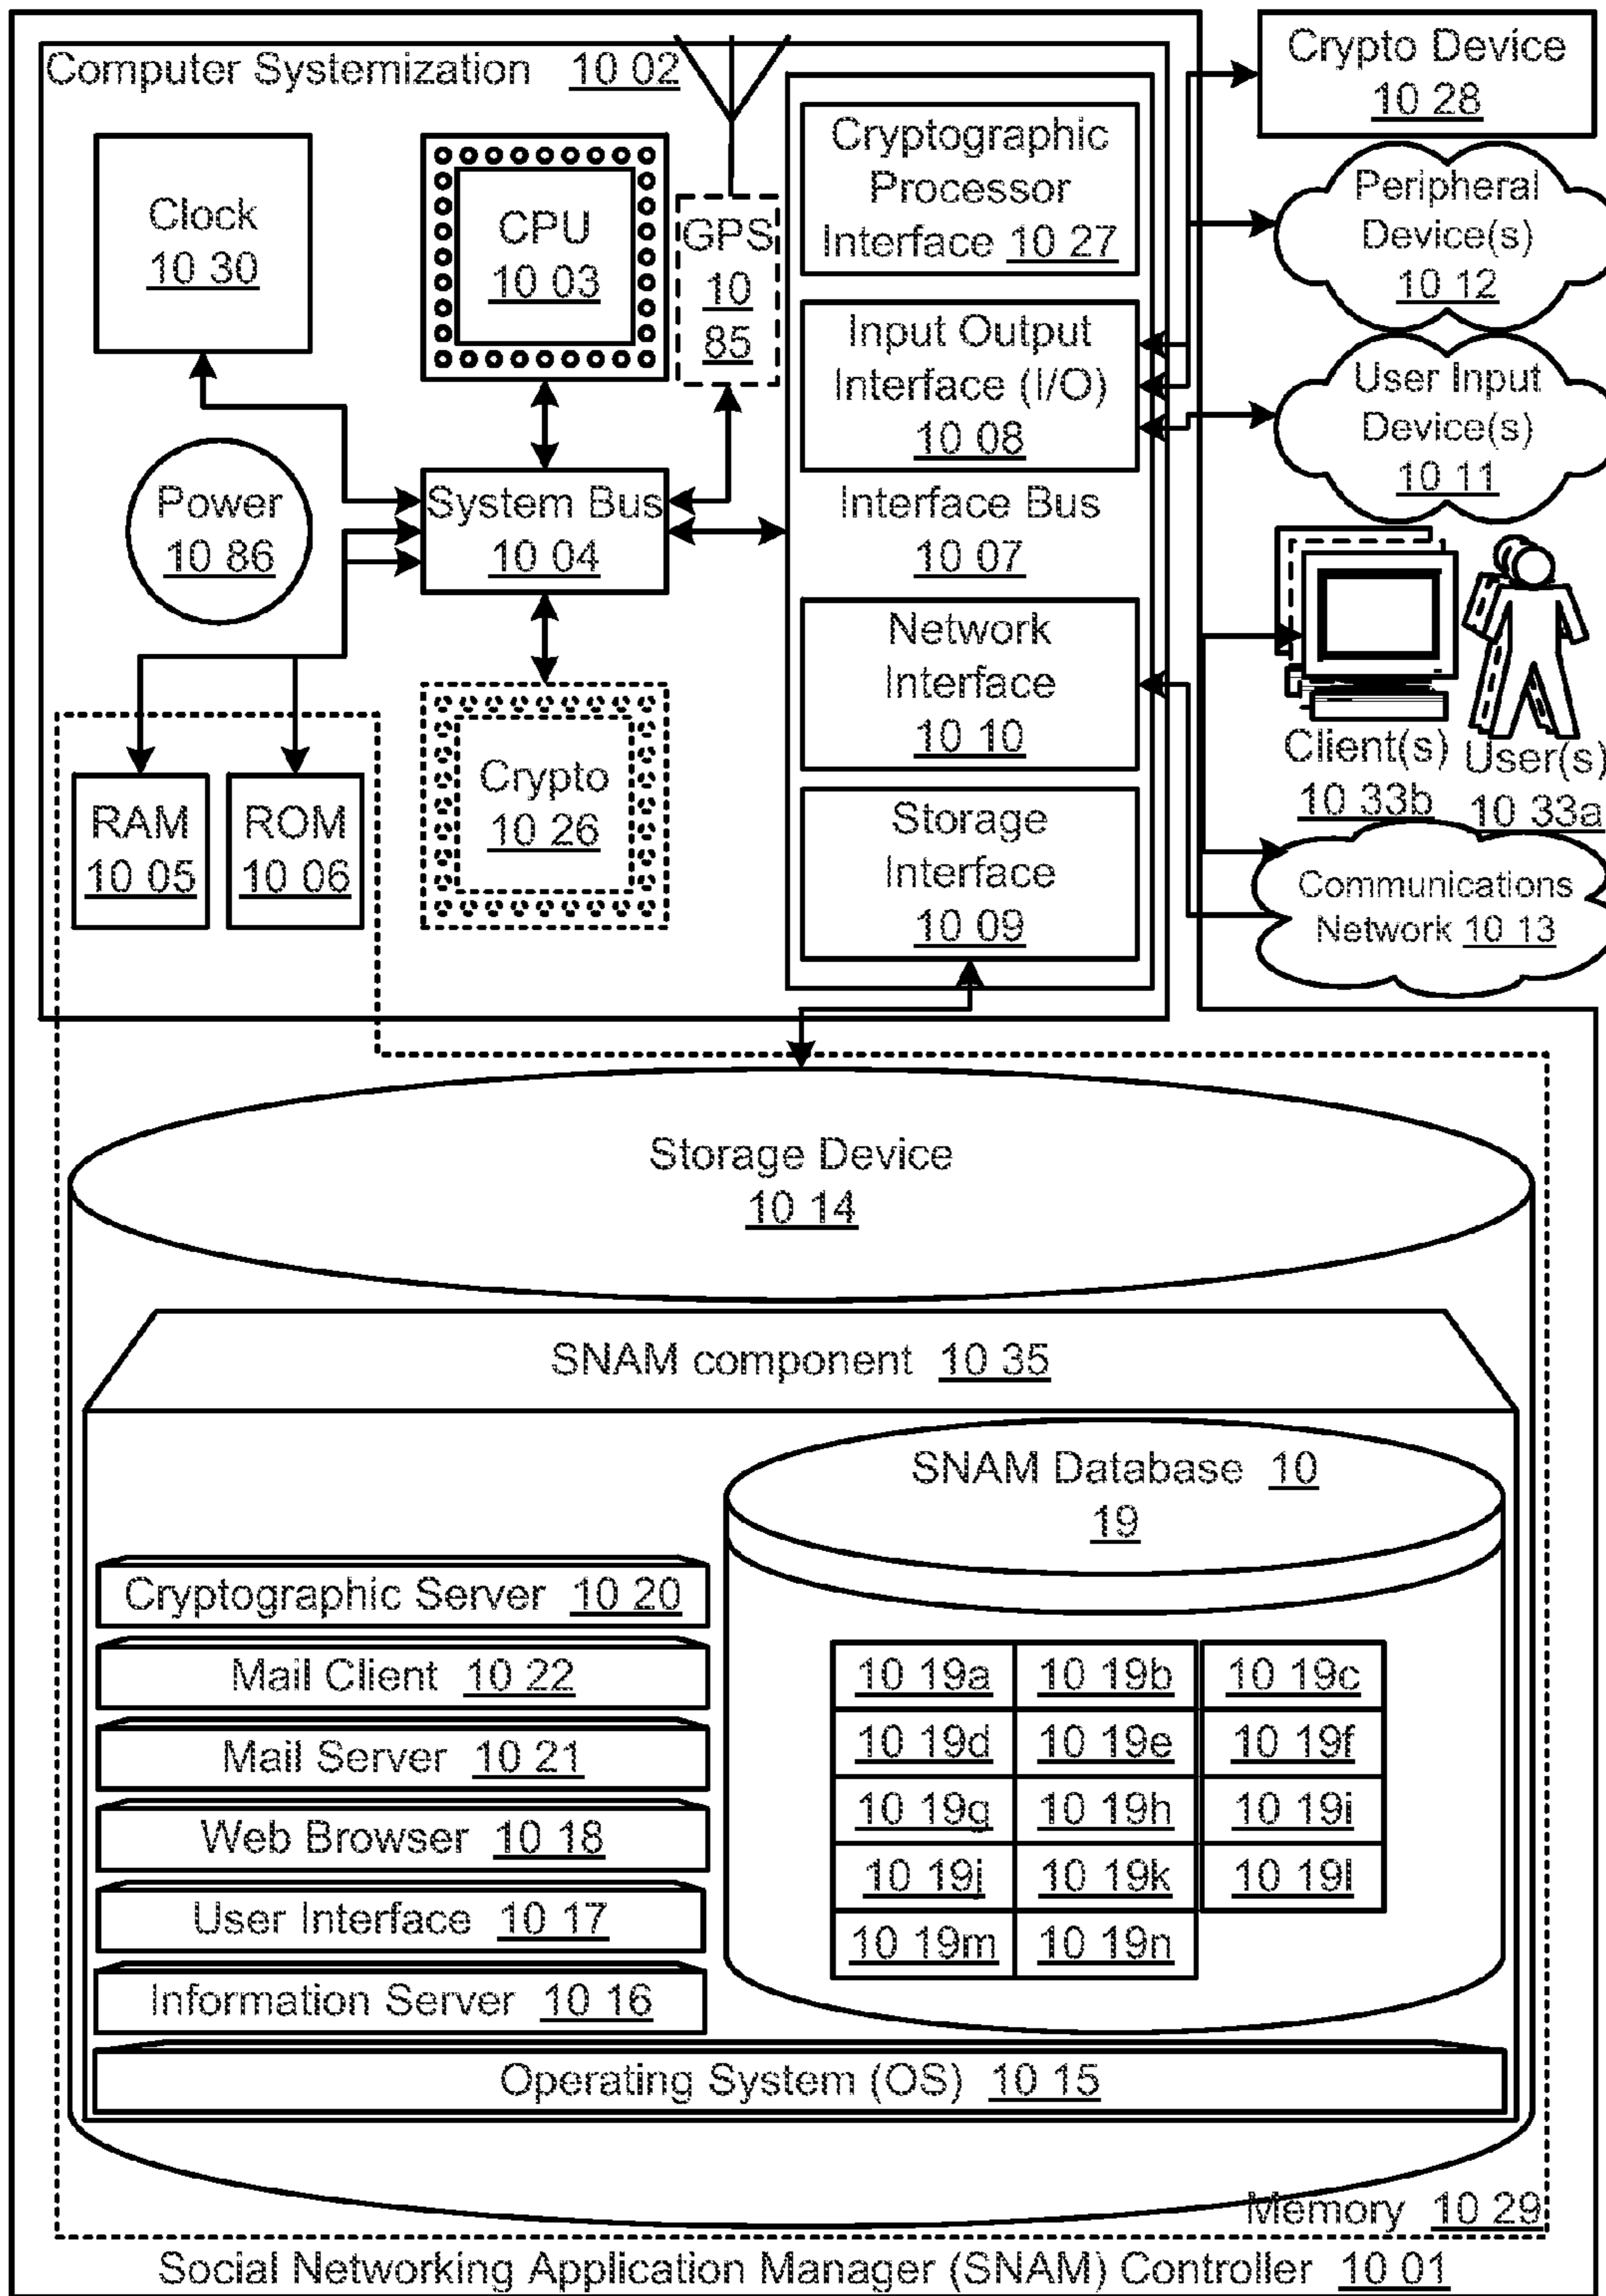 Computer Systemization 10 02
Clock
10 30
CPU
10 03
GPS
10
85
Power
10 86
System Bus
10 04
RAM
10 05
ROM
10 06
Crypto
10 26
Cryptographic
Processor
Interface 10 27
Input Output
Interface (I/O)
10 08
Interface Bus
10 07
Network
Interface
10 10
Storage
Interface
10 09
Crypto Device
10 28
Peripheral
Device(s)
10 12
User Input
Device(s)
10 11
Client(s)
10 33b
User(s)
10 33a
Communications
Network 10 13
Storage Device
10 14
SNAM component 10 35
SNAM Database 10
19
Cryptographic Server 10 20
Mail Client 10 22
Mail Server 10 21
Web Browser 10 18
User Interface 10 17
Information Server 10 16
10 19a 10 19b 10 19c
10 19d 10 19e 10 19f
10 19g 10 19h 10 19i
10 19j 10 19k 10 19l
10 19m 10 19n
Operating System (OS) 10 15
Memory 10 29
Social Networking Application Manager (SNAM) Controller 10 01